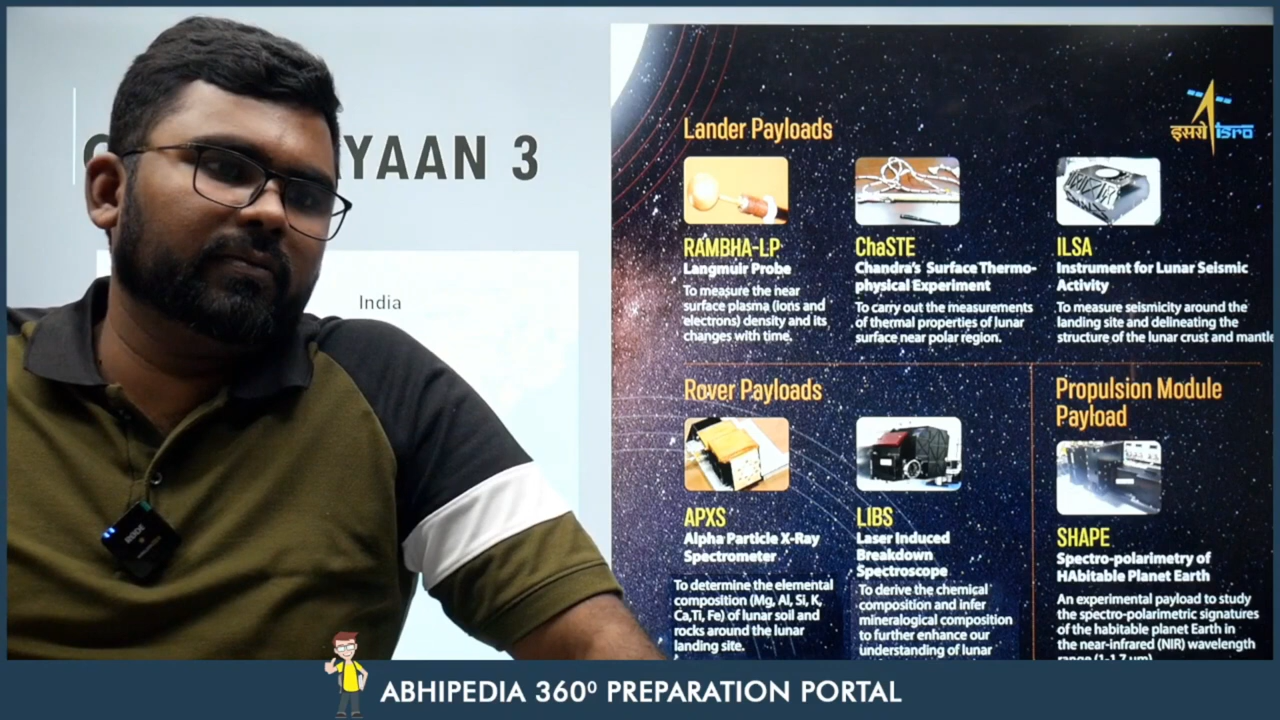 YAAN 3
India
Lander Payloads
इसरो isro
RAMBHA-LP
Langmuir Probe
To measure the near
surface plasma (ions and
electrons) density and its
changes with time.
ChaSTE
Chandra's Surface Thermo-
physical Experiment
To carry out the measurements
of thermal properties of lunar
surface near polar region.
ILSA
Instrument for Lunar Seismic
Activity
To measure seismicity around the
landing site and delineating the
structure of the lunar crust and mantle
Rover Payloads
APXS
Alpha Particle X-Ray
Spectrometer
To determine the elemental
composition (Mg, Al, Si, K,
Ca,Ti, Fe) of lunar soil and
rocks around the lunar
landing site.
LIBS
Laser Induced
Breakdown
Spectroscope
To derive the chemical
composition and infer
mineralogical composition
to further enhance our
understanding of lunar
Propulsion Module
Payload
SHAPE
Spectro-polarimetry of
HAbitable Planet Earth
An experimental payload to study
the spectro-polarimetric signatures
of the habitable planet Earth in
the near-infrared (NIR) wavelength
range (1-1.7 μm)
RODE
ABHIPEDIA 360⁰ PREPARATION PORTAL